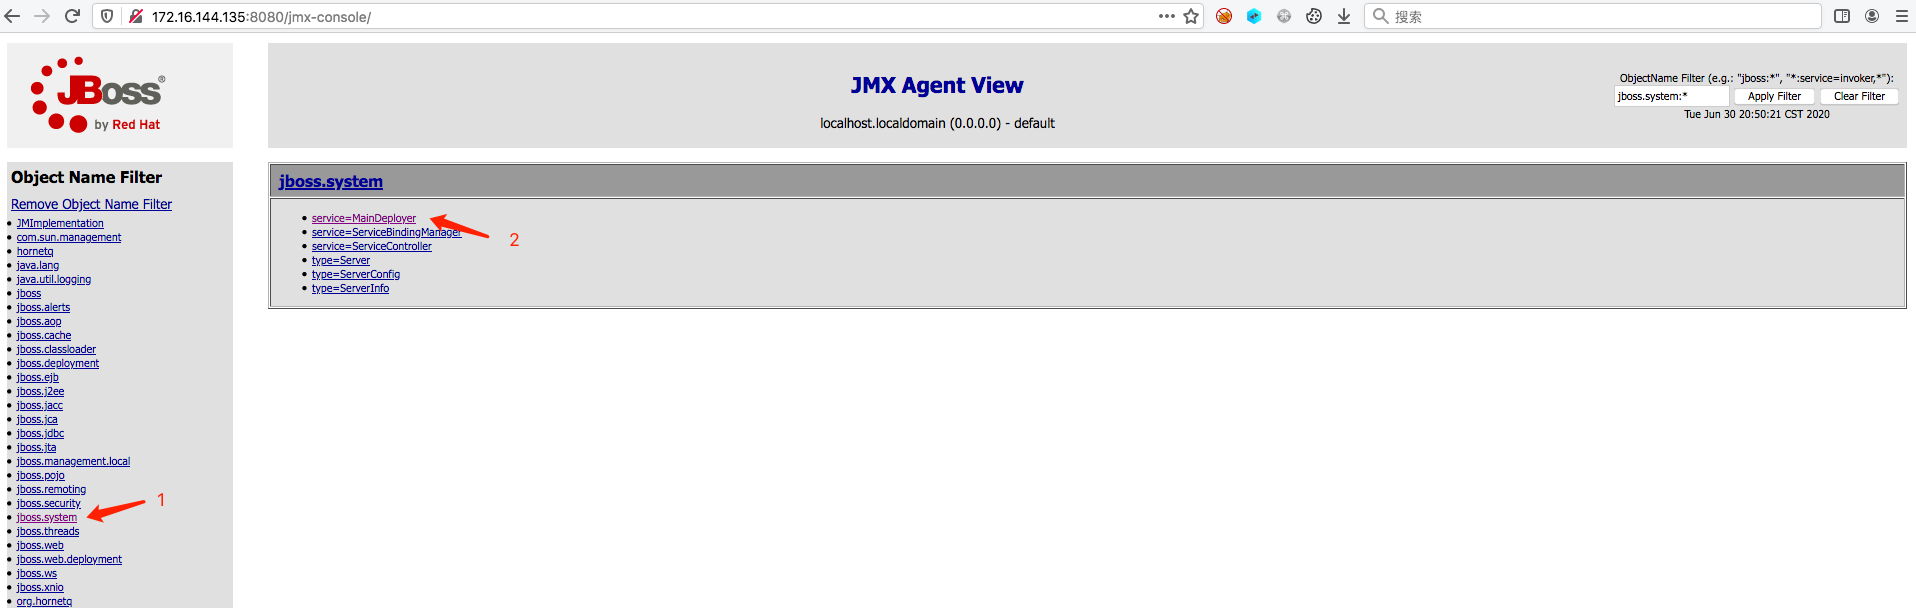 172.16.144.135:8080/jmx-console/
搜索
JBoss®
by Red Hat
JMX Agent View
localhost.localdomain (0.0.0.0) - default
ObjectName Filter (e.g.: "jboss:*", "*:service=invoker,*"):
jboss.system:* Apply Filter Clear Filter
Tue Jun 30 20:50:21 CST 2020
Object Name Filter
Remove Object Name Filter
JMImplementation
com.sun.management
hornetq
java.lang
java.util.logging
jboss
jboss.alerts
jboss.aop
jboss.cache
jboss.classloader
jboss.deployment
jboss.ejb
jboss.j2ee
jboss.jacc
jboss.jca
jboss.jdbc
jboss.jta
jboss.management.local
jboss.pojo
jboss.remoting
jboss.security
jboss.system
1
jboss.threads
jboss.web
jboss.web.deployment
jboss.ws
jboss.xnio
org.hornetq
jboss.system
service=MainDeployer
service=ServiceBindingManager
2
service=ServiceController
type=Server
type=ServerConfig
type=ServerInfo